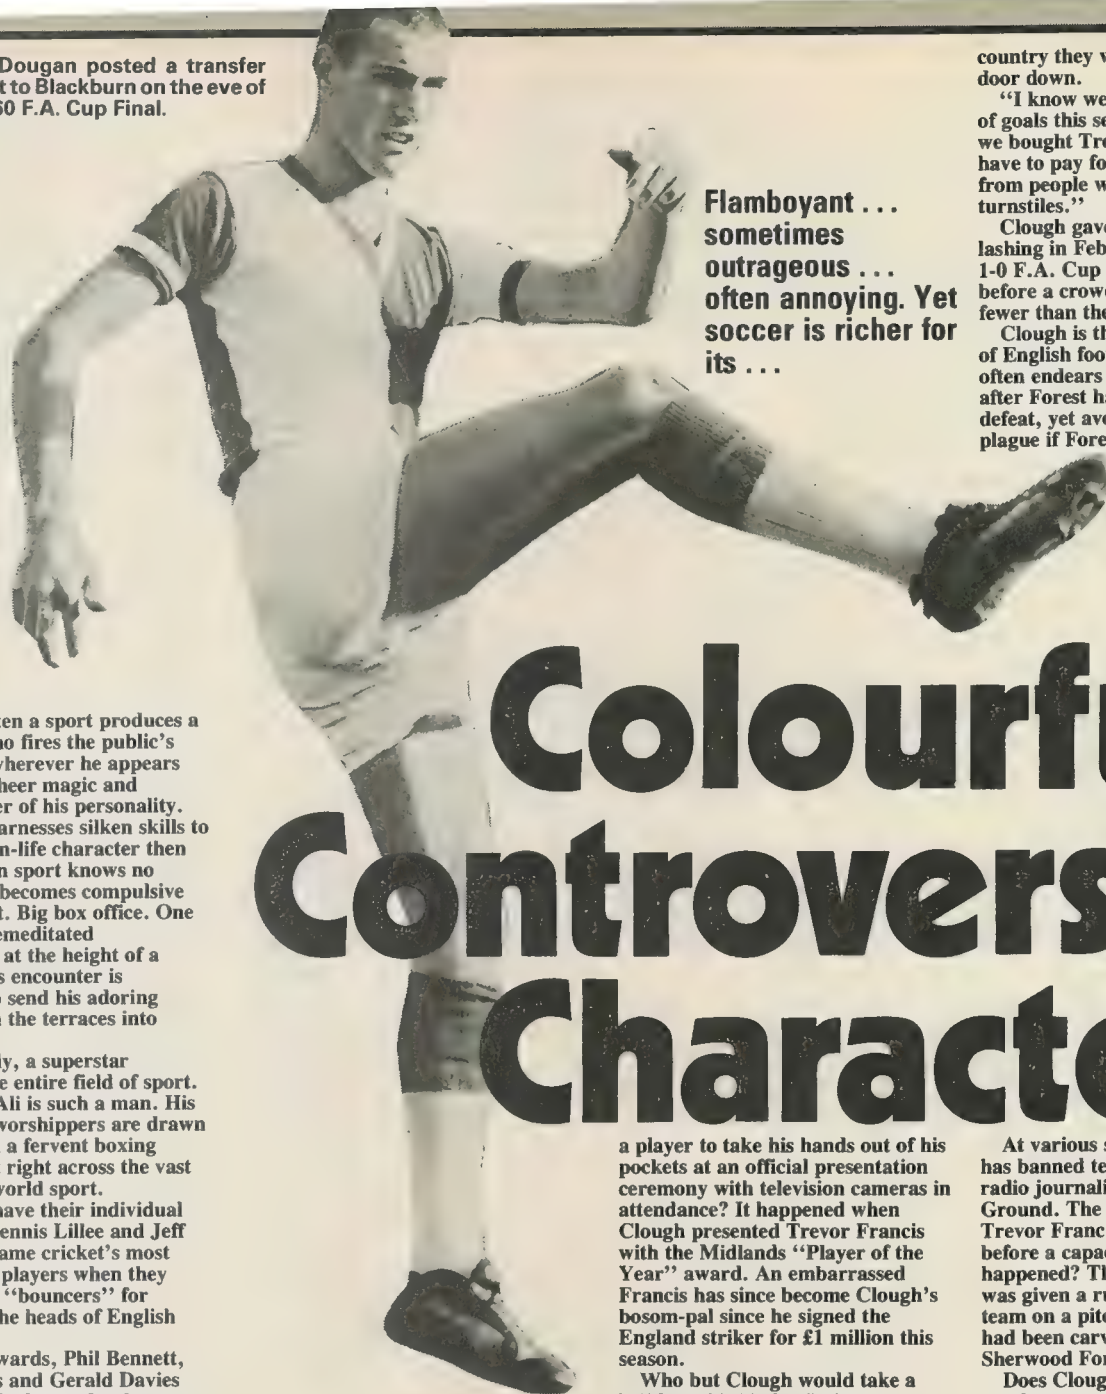 Dougan posted a transfer
t to Blackburn on the eve of
60 F.A. Cup Final.
Flamboyant ...
sometimes
outrageous ...
often annoying. Yet
soccer is richer for
its ...
Colourfu
Controvers
Characte
en a sport produces a
no fires the public's
wherever he appears
heer magic and
er of his personality.
arnesses silken skills to
n-life character then
n sport knows no
becomes compulsive
t. Big box office. One
emeditated
at the height of a
s encounter is
o send his adoring
n the terraces into
ly, a superstar
e entire field of sport.
Ali is such a man. His
worshippers are drawn
a fervent boxing
t right across the vast
world sport.
have their individual
ennis Lillee and Jeff
ame cricket's most
players when they
"bouncers" for
he heads of English
wards, Phil Bennett,
s and Gerald Davies
a player to take his hands out of his
pockets at an official presentation
ceremony with television cameras in
attendance? It happened when
Clough presented Trevor Francis
with the Midlands "Player of the
Year" award. An embarrassed
Francis has since become Clough's
bosom-pal since he signed the
England striker for £1 million this
season.
Who but Clough would take a
country they w
door down.
"I know we
of goals this se
we bought Tre
have to pay fo
from people w
turnstiles."
Clough gave
lashing in Feb
1-0 F.A. Cup
before a crowd
fewer than the
Clough is th
of English foo
often endears
after Forest ha
defeat, yet avo
plague if Fore
At various s
has banned te
radio journali
Ground. The
Trevor Franc
before a capac
happened? Th
was given a ru
team on a pitc
had been carv
Sherwood For
Does Cloug